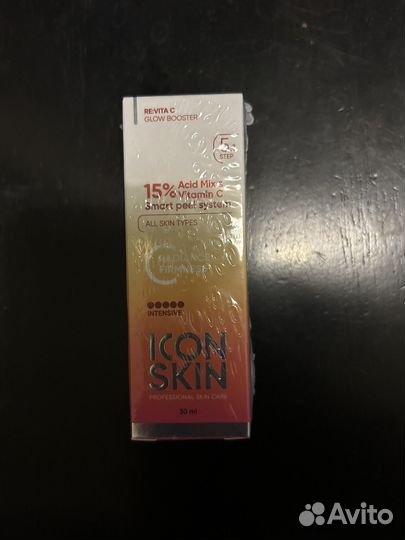 RE:VITA C
GLOW BOOSTER
5
STEP
15% Acid Mix &
Vitamin C
Smart peel system
ALL SKIN TYPES
RADIANCE
FIRMNESS
INTENSIVE
ICON
SKIN
PROFESSIONAL SKIN CARE
30 ml
Avito